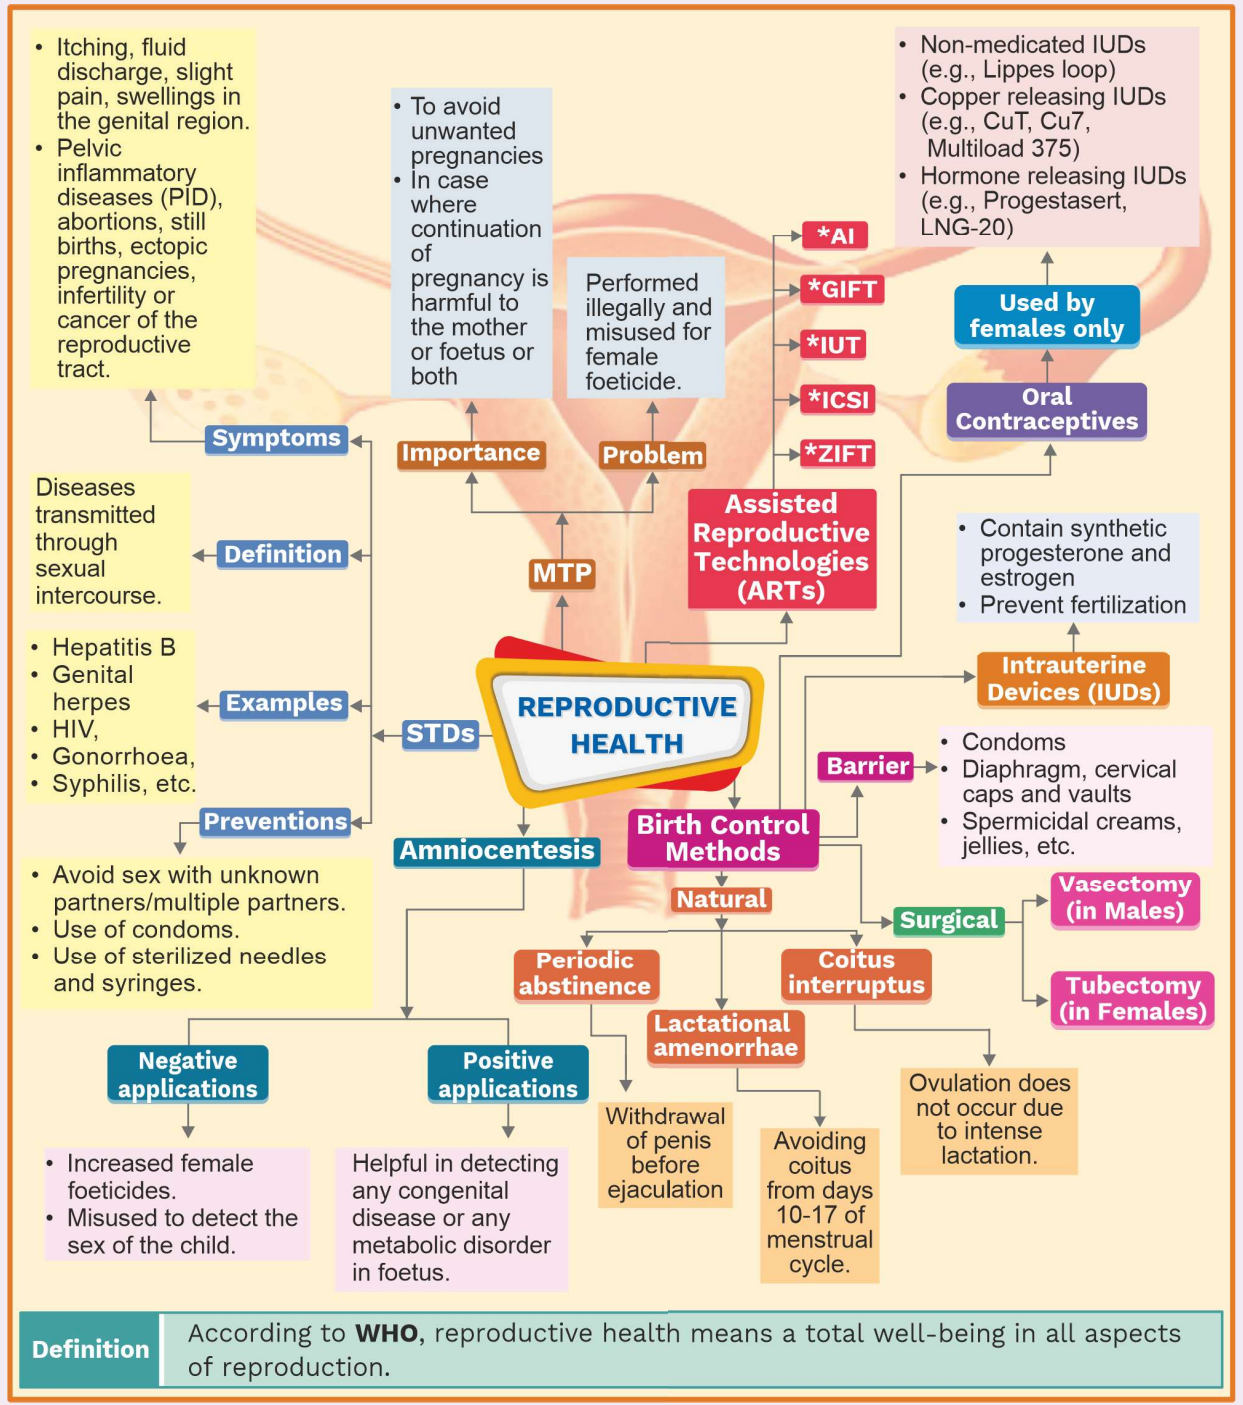 • Itching, fluid
discharge, slight
pain, swellings in
the genital region.
• Pelvic
inflammatory
diseases (PID),
abortions, still
births, ectopic
pregnancies,
infertility or
cancer of the
reproductive
tract.
• To avoid
unwanted
pregnancies
• In case
where
continuation
of
pregnancy is
harmful to
the mother
or foetus or
both
Performed
illegally and
misused for
female
foeticide.
*AI
*GIFT
*IUT
*ICSI
*ZIFT
• Non-medicated IUDs
(e.g., Lippes loop)
• Copper releasing IUDs
(e.g., CuT, Cu7,
Multiload 375)
• Hormone releasing IUDs
(e.g., Progestasert,
LNG-20)
Used by
females only
Oral
Contraceptives
Symptoms
Importance
Problem
Assisted
Reproductive
Technologies
(ARTs)
Diseases
transmitted
through
sexual
intercourse.
Definition
MTP
• Contain synthetic
progesterone and
estrogen
• Prevent fertilization
Intrauterine
Devices (IUDs)
• Hepatitis B
• Genital
herpes
• HIV,
• Gonorrhoea,
• Syphilis, etc.
Examples
STDs
REPRODUCTIVE
HEALTH
Barrier
• Condoms
• Diaphragm, cervical
caps and vaults
• Spermicidal creams,
jellies, etc.
Preventions
Amniocentesis
Birth Control
Methods
Natural
Surgical
Vasectomy
(in Males)
Tubectomy
(in Females)
• Avoid sex with unknown
partners/multiple partners.
• Use of condoms.
• Use of sterilized needles
and syringes.
Periodic
abstinence
Coitus
interruptus
Lactational
amenorrhae
Negative
applications
Positive
applications
Withdrawal
of penis
before
ejaculation
Avoiding
coitus
from days
10-17 of
menstrual
cycle.
Ovulation does
not occur due
to intense
lactation.
• Increased female
foeticides.
• Misused to detect the
sex of the child.
Helpful in detecting
any congenital
disease or any
metabolic disorder
in foetus.
Definition
According to WHO, reproductive health means a total well-being in all aspects
of reproduction.